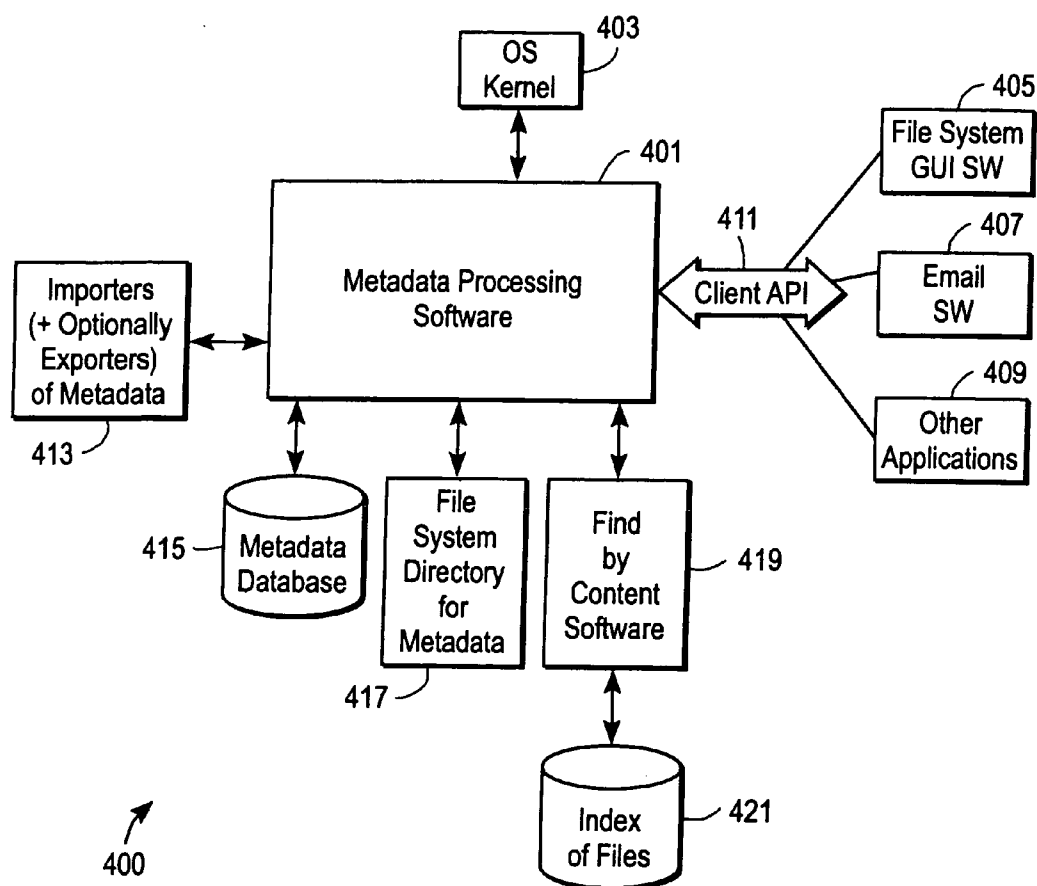 403
OS
Kernel
405
File System
GUI SW
401
411
407
Metadata Processing
Software
Client API
Email
SW
Importers
(+ Optionally
Exporters)
of Metadata
413
409
Other
Applications
415
Metadata
Database
File
System
Directory
for
Metadata
417
Find
by
Content
Software
419
Index
of Files
421
400